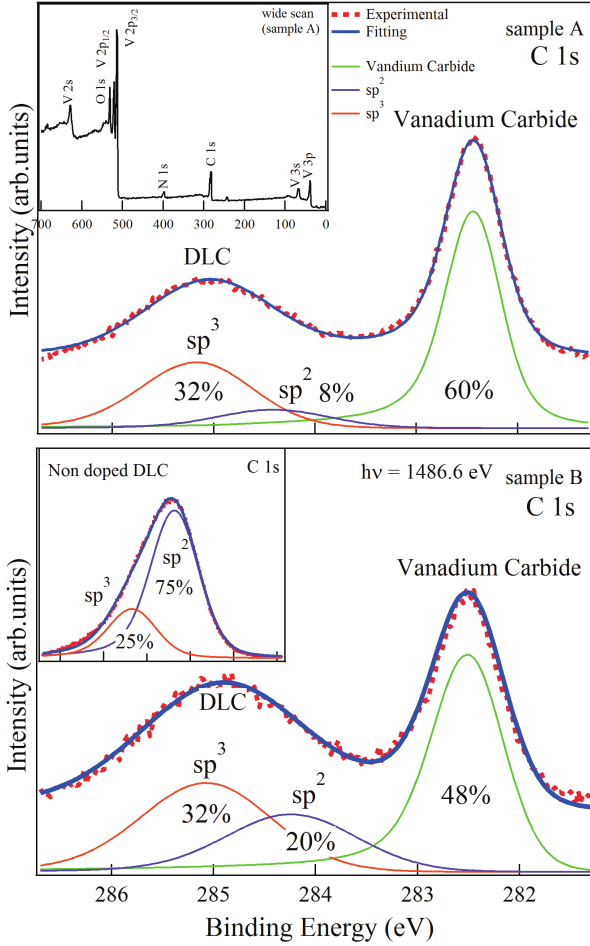 wide scan
(sample A)
V 2s
O 1s
V 2p1/2
V 2p3/2
N 1s
C 1s
V 3s
V 3p
700 600 500 400 300 200 100 0
Experimental
Fitting
Vandium Carbide
sp2
sp3
sample A
C 1s
Vanadium Carbide
DLC
sp3
32%
sp2
8%
60%
Intensity (arb.units)
Non doped DLC
C 1s
sp3
sp2
75%
25%
hν = 1486.6 eV
sample B
C 1s
Vanadium Carbide
DLC
sp3
32%
sp2
20%
48%
Intensity (arb.units)
286 285 284 283 282
Binding Energy (eV)